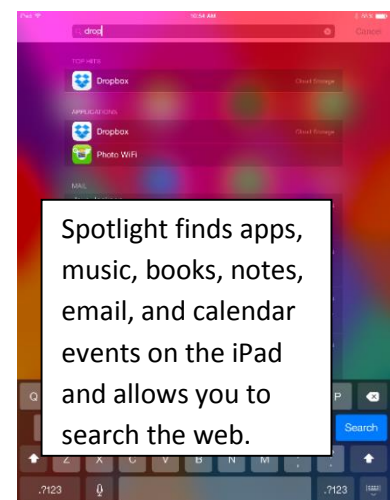 iPad 10:54 AM
drop Cancel
TOP HITS
Dropbox Cloud Storage
APPLICATIONS
Dropbox Cloud Storage
Photo WiFi
MAIL
Spotlight finds apps,
music, books, notes,
email, and calendar
events on the iPad
and allows you to
search the web.
Q P
Search
Z X C V B N M
.?123 .?123